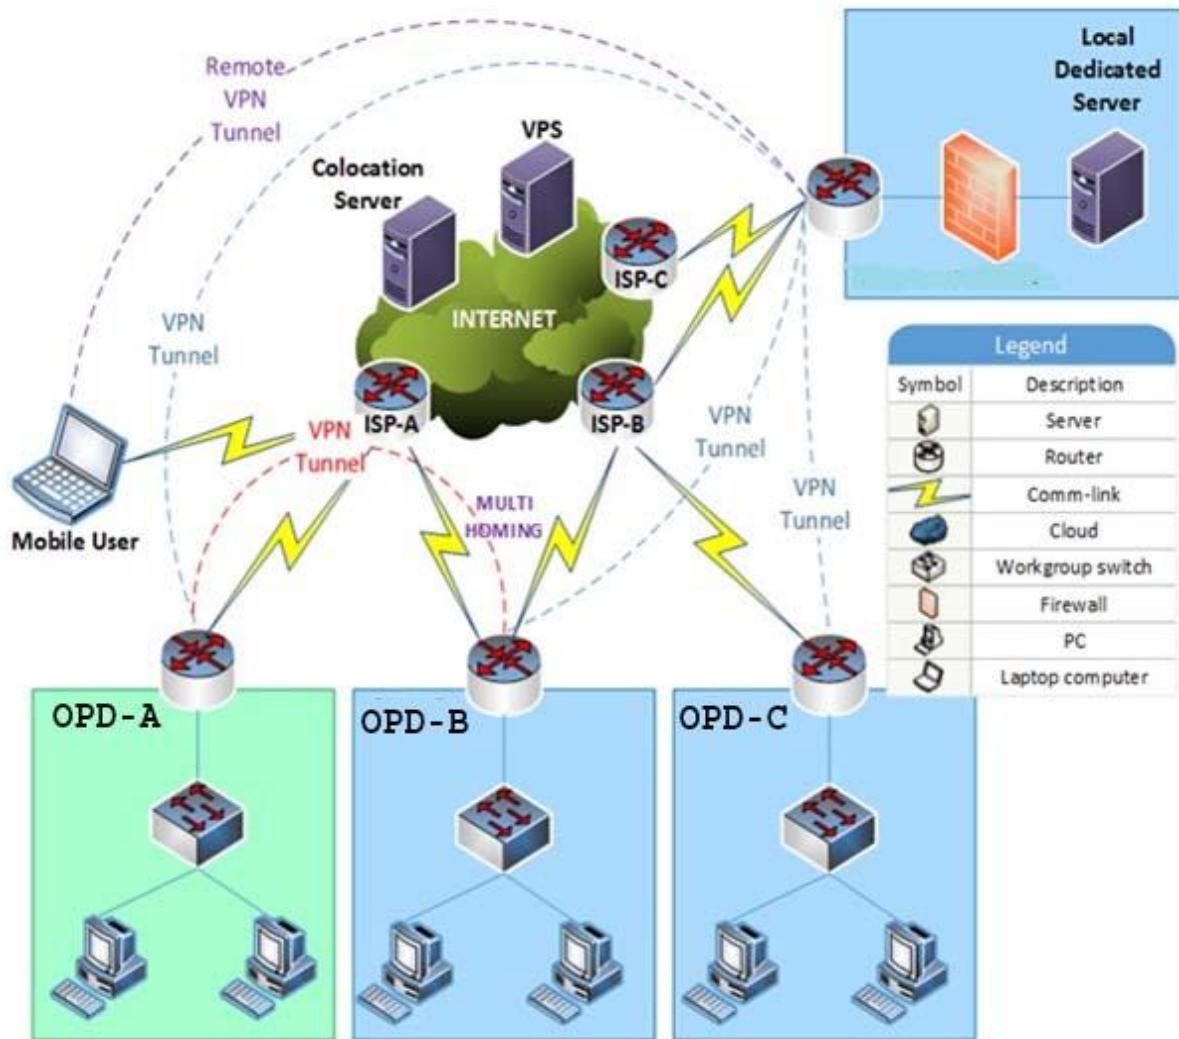 Remote
VPN
Tunnel
VPS
Colocation
Server
Local
Dedicated
Server
ISP-C
INTERNET
VPN
Tunnel
ISP-A
ISP-B
VPN
Tunnel
VPN
Tunnel
VPN
Tunnel
MULTI
HOMING
Mobile User
Legend
Symbol Description
Server
Router
Comm-link
Cloud
Workgroup switch
Firewall
PC
Laptop computer
OPD-A
OPD-B
OPD-C